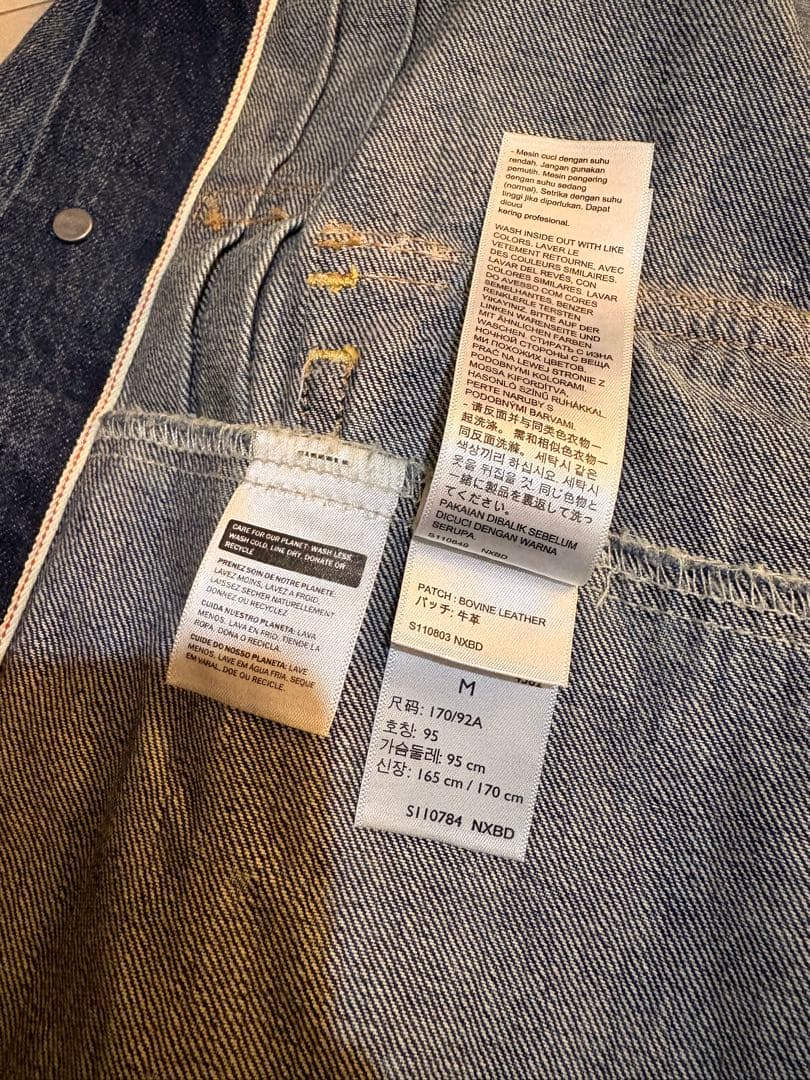 - Mesin cuci dengan suhu
rendah. Jangan gunakan
pemutih. Mesin pengering
dengan suhu sedang
(normal). Setrika dengan suhu
tinggi jika diperlukan. Dapat
dicuci
kering profesional.
WASH INSIDE OUT WITH LIKE
COLORS. LAVER LE
VETEMENT RETOURNE, AVEC
DES COULEURS SIMILAIRES.
LAVAR DEL REVÉS, CON
COLORES SIMILARES. LAVAR
DO AVESSO COM CORES
SEMELHANTES. BENZER
RENKLERLE TERSTEN
YIKAYINIZ. BITTE AUF DER
LINKEN WARENSEITE UND
MIT ÄHNLICHEN FARBEN
WASCHEN. СТИРАТЬ С ИЗНА
НОЧНОЙ СТОРОНЫ С ВЕЩА
МИ ПОХОЖИХ ЦВЕТОВ.
PRAĆ NA LEWEJ STRONIE Z
PODOBNYMI KOLORAMI.
MOSSA KIFORDÍTVA,
HASONLÓ SZÍNŰ RUHÁKKAL.
PERTE NARUBY S
PODOBNÝMI BARVAMI.
- 请反面并与同类色衣物一
起洗涤。 需和相似色衣物一
同反面洗滌。 세탁시 같은
색상끼리 하십시요. 세탁시
옷을 뒤집을 것. 同じ色物と
一緒に製品を裏返して洗っ
てください。
PAKAIAN DIBALIK SEBELUM
DICUCI DENGAN WARNA
SERUPA.
S110649 NXBD
CARE FOR OUR PLANET: WASH LESS,
WASH COLD, LINE DRY, DONATE OR
RECYCLE
PRENEZ SOIN DE NOTRE PLANÈTE:
LAVEZ MOINS, LAVEZ A FROID,
LAISSEZ SECHER NATURELLEMENT,
DONNEZ OU RECYCLEZ
CUIDA NUESTRO PLANETA: LAVA
MENOS, LAVA EN FRIO, TIENDE LA
ROPA, DONA O RECICLA.
CUIDE DO NOSSO PLANETA: LAVE
MENOS, LAVE EM ÁGUA FRIA, SEQUE
EM VARAL, DOE OU RECICLE.
PATCH : BOVINE LEATHER
パッチ: 牛革
S110803 NXBD
M
尺码: 170/92A
호칭: 95
가슴둘레: 95 cm
신장: 165 cm / 170 cm
S110784 NXBD